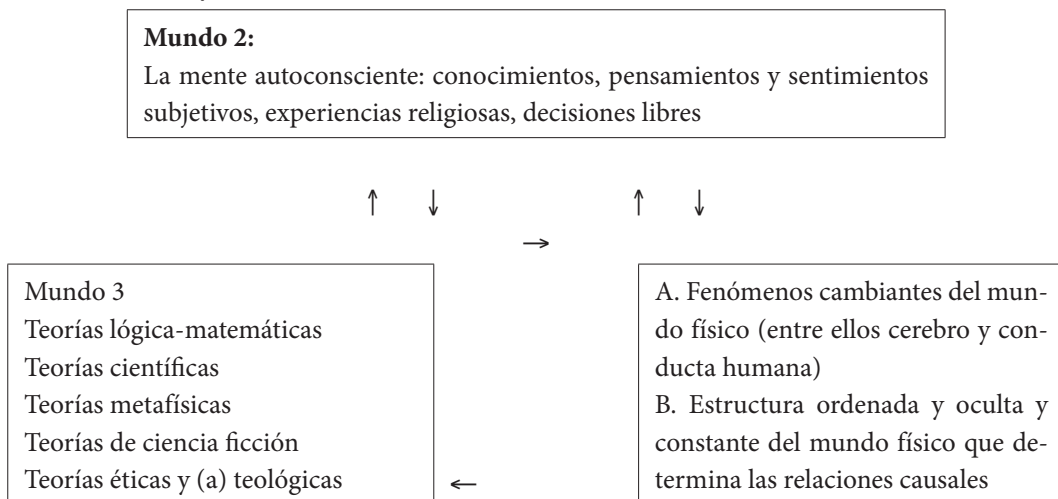 Mundo 2:
La mente autoconsciente: conocimientos, pensamientos y sentimientos
subjetivos, experiencias religiosas, decisiones libres
↑ ↓ ↑ ↓
→
Mundo 3
Teorías lógica-matemáticas
Teorías científicas
Teorías metafísicas
Teorías de ciencia ficción
Teorías éticas y (a) teológicas
←
A. Fenómenos cambiantes del mun-
do físico (entre ellos cerebro y con-
ducta humana)
B. Estructura ordenada y oculta y
constante del mundo físico que de-
termina las relaciones causales